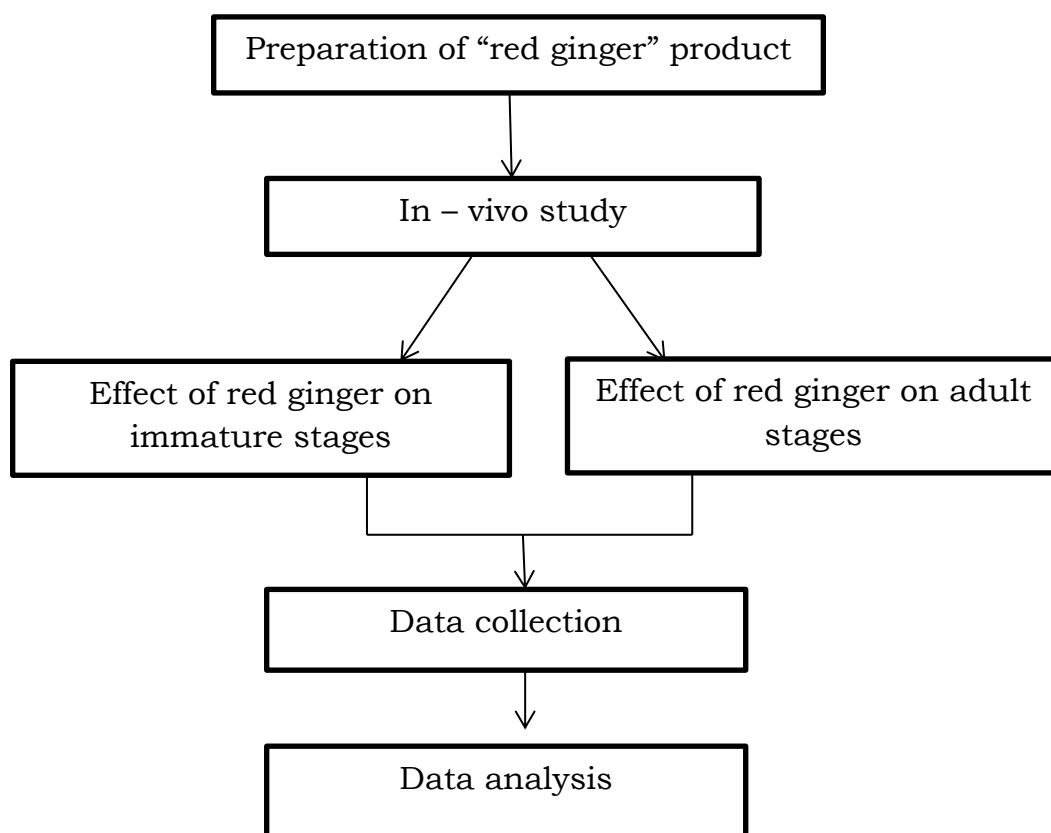 Preparation of “red ginger” product
In – vivo study
Effect of red ginger on
immature stages
Effect of red ginger on adult
stages
Data collection
Data analysis